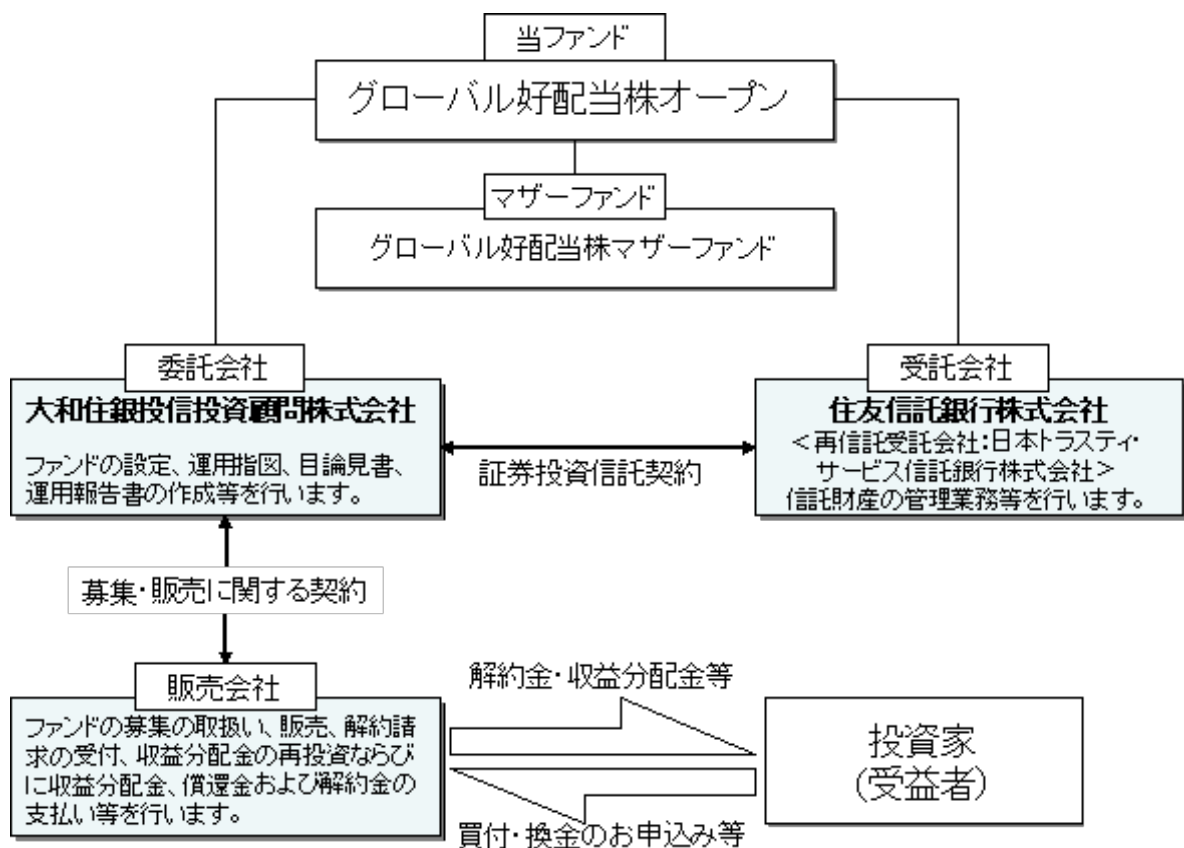 当ファンド
グローバル好配当株オープン
マザーファンド
グローバル好配当株マザーファンド
委託会社
大和住銀投信投資顧問株式会社
ファンドの設定、運用指図、目論見書、
運用報告書の作成等を行います。
証券投資信託契約
受託会社
住友信託銀行株式会社
＜再信託受託会社:日本トラスティ・
サービス信託銀行株式会社＞
信託財産の管理業務等を行います。
募集・販売に関する契約
販売会社
ファンドの募集の取扱い、販売、解約請
求の受付、収益分配金の再投資ならび
に収益分配金、償還金および解約金の
支払い等を行います。
解約金・収益分配金等
買付・換金のお申込み等
投資家
(受益者)